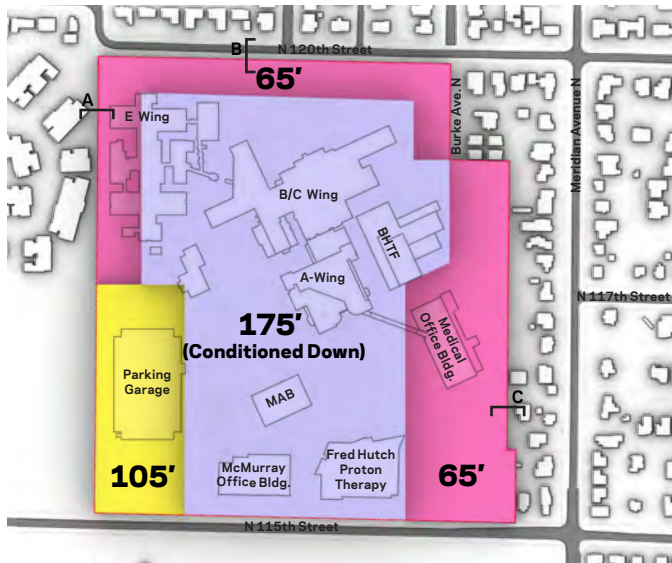 N 120th Street
B
65′
A
E Wing
Burke Ave. N
Meridian Avenue N
B/C Wing
BHTF
A-Wing
N 117th Street
175′
(Conditioned Down)
Medical
Office Bldg.
Parking
Garage
MAB
C
Fred Hutch
Proton
Therapy
McMurray
Office Bldg.
105′
65′
N 115th Street